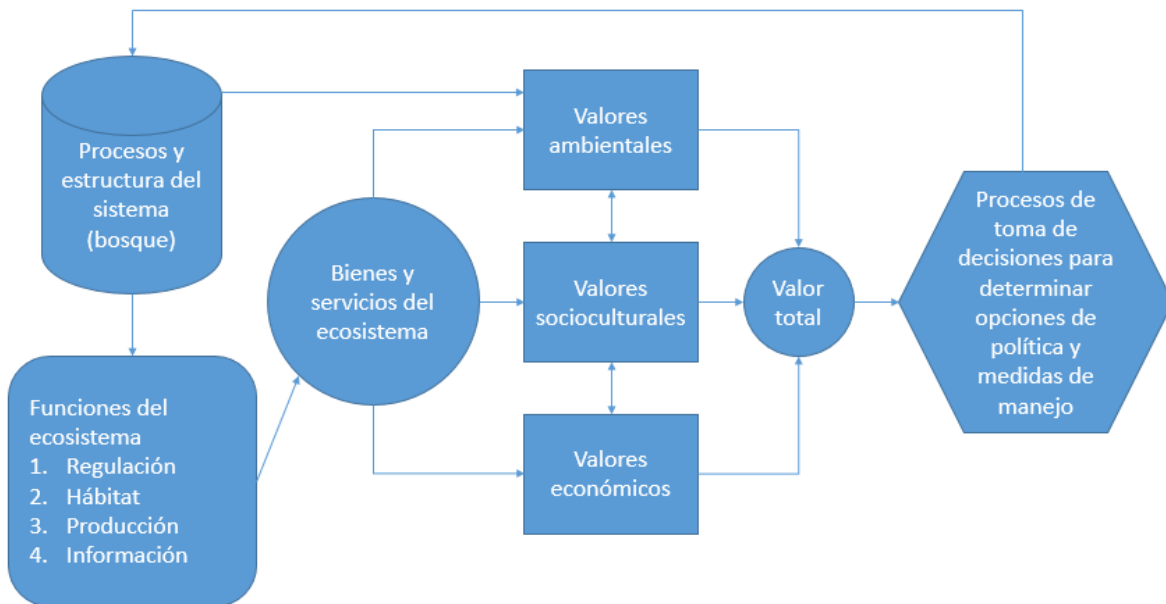 Procesos y
estructura del
sistema
(bosque)
Funciones del
ecosistema
1. Regulación
2. Hábitat
3. Producción
4. Información
Bienes y
servicios del
ecosistema
Valores
ambientales
Valores
socioculturales
Valores
económicos
Valor
total
Procesos de
toma de
decisiones para
determinar
opciones de
política y
medidas de
manejo